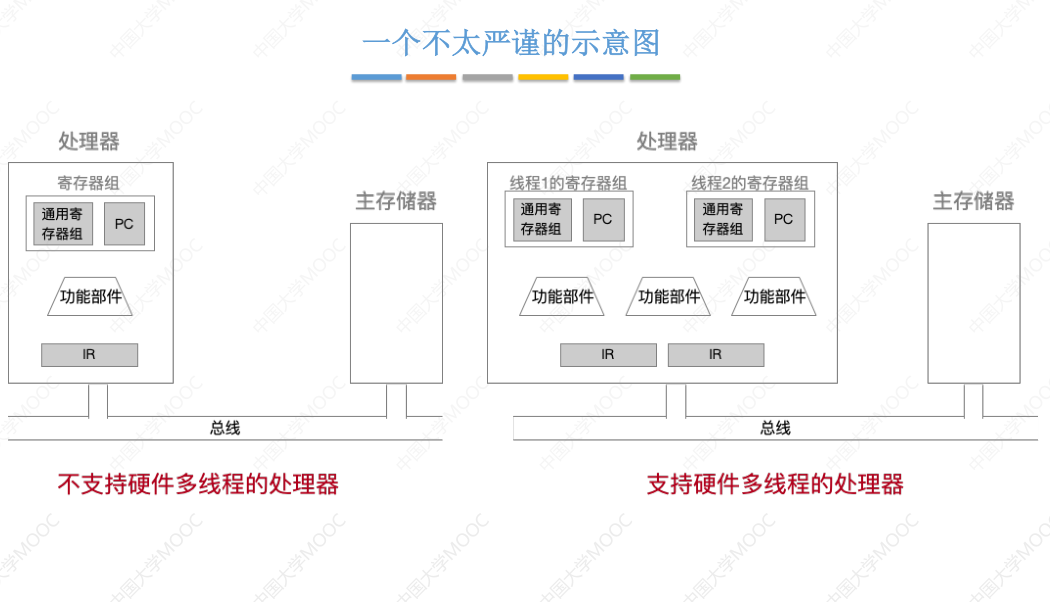 一个不太严谨的示意图
处理器
寄存器组
通用寄
存器组
PC
功能部件
IR
主存储器
总线
不支持硬件多线程的处理器
处理器
线程1的寄存器组
通用寄
存器组
PC
线程2的寄存器组
通用寄
存器组
PC
功能部件
功能部件
功能部件
IR
IR
主存储器
总线
支持硬件多线程的处理器
中国大学MOOC